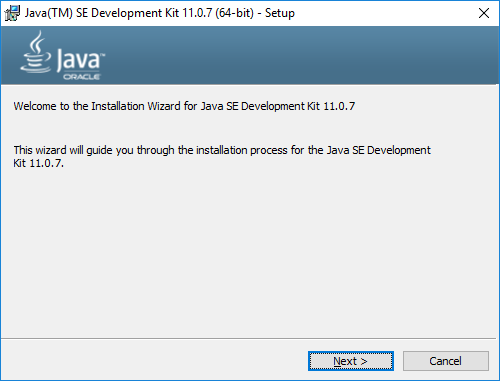 Java(TM) SE Development Kit 11.0.7 (64-bit) - Setup
Java
ORACLE
Welcome to the Installation Wizard for Java SE Development Kit 11.0.7
This wizard will guide you through the installation process for the Java SE Development
Kit 11.0.7.
Next >
Cancel